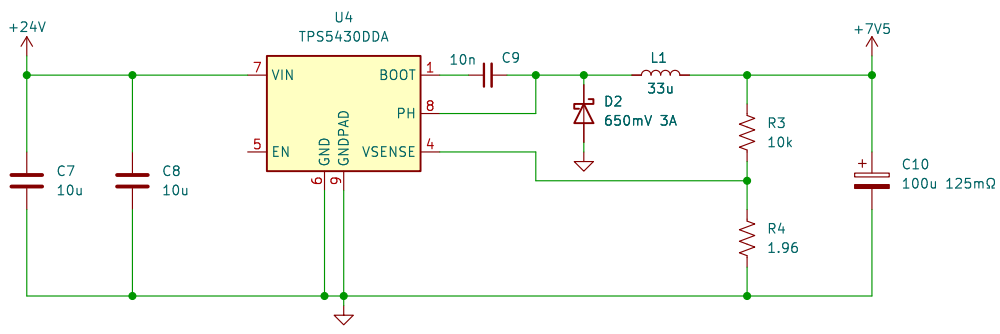 +24V
U4
TPS5430DDA
+7V5
7
VIN
BOOT
1
10n
C9
L1
33u
PH
8
D2
650mV 3A
R3
10k
5
EN
GND
GNDPAD
VSENSE
4
C7
10u
C8
10u
6
9
+
C10
100u 125mΩ
R4
1.96